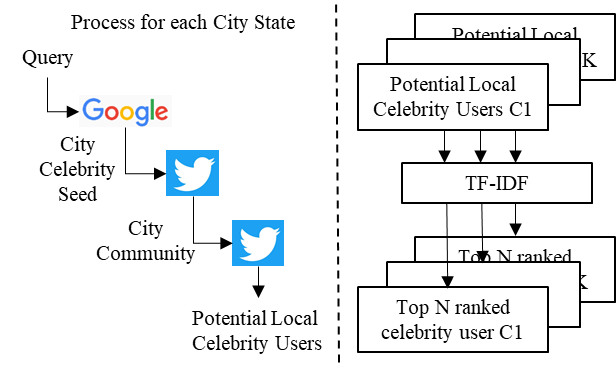 Process for each City State
Query
Google
City
Celebrity
Seed
City
Community
Potential Local
Celebrity Users
Potential Local
K
Potential Local
Celebrity Users C1
TF-IDF
Top N ranked
K
Top N ranked
celebrity user C1